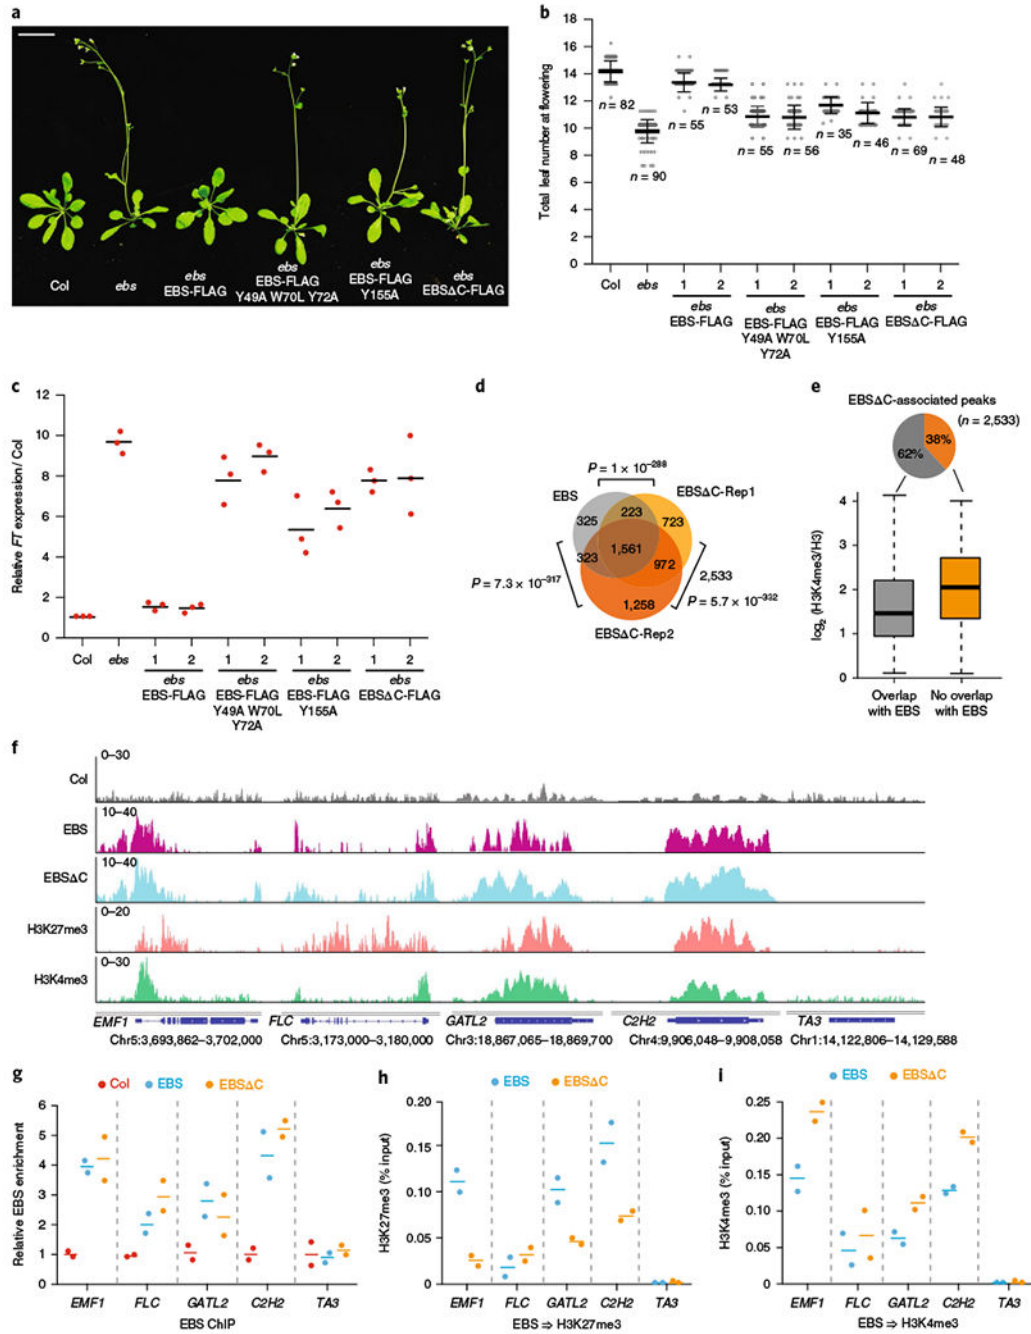 a
Col
ebs
ebs
EBS-FLAG
ebs
EBS-FLAG
Y49A W70L Y72A
ebs
EBS-FLAG
Y155A
ebs
EBSΔC-FLAG
b
Total leaf number at flowering
18
16
14
12
10
8
6
4
2
0
n = 82
n = 90
n = 55
n = 53
n = 55
n = 56
n = 35
n = 46
n = 69
n = 48
Col
ebs
1 2
ebs
EBS-FLAG
1 2
ebs
EBS-FLAG
Y49A W70L
Y72A
1 2
ebs
EBS-FLAG
Y155A
1 2
ebs
EBSΔC-FLAG
c
Relative FT expression/ Col
12
10
8
6
4
2
0
Col
ebs
1 2
ebs
EBS-FLAG
1 2
ebs
EBS-FLAG
Y49A W70L
Y72A
1 2
ebs
EBS-FLAG
Y155A
1 2
ebs
EBSΔC-FLAG
d
P = 1 × 10⁻²⁸⁸
EBS
EBSΔC-Rep1
325
223
723
323
1,561
972
1,258
2,533
P = 7.3 × 10⁻³¹⁷
P = 5.7 × 10⁻³³²
EBSΔC-Rep2
e
EBSΔC-associated peaks
(n = 2,533)
62%
38%
log₂ (H3K4me3/H3)
4
3
2
1
0
Overlap
with EBS
No overlap
with EBS
f
Col
0–30
EBS
10–40
EBSΔC
10–40
H3K27me3
0–20
H3K4me3
0–30
EMF1
FLC
GATL2
C2H2
TA3
Chr5:3,693,862–3,702,000
Chr5:3,173,000–3,180,000
Chr3:18,867,065–18,869,700
Chr4:9,906,048–9,908,058
Chr1:14,122,806–14,129,588
g
Col
EBS
EBSΔC
Relative EBS enrichment
6
5
4
3
2
1
0
EMF1
FLC
GATL2
C2H2
TA3
EBS ChIP
h
EBS
EBSΔC
H3K27me3 (% input)
0.20
0.15
0.10
0.05
0
EMF1
FLC
GATL2
C2H2
TA3
EBS ⇒ H3K27me3
i
EBS
EBSΔC
H3K4me3 (% input)
0.25
0.20
0.15
0.10
0.05
0
EMF1
FLC
GATL2
C2H2
TA3
EBS ⇒ H3K4me3